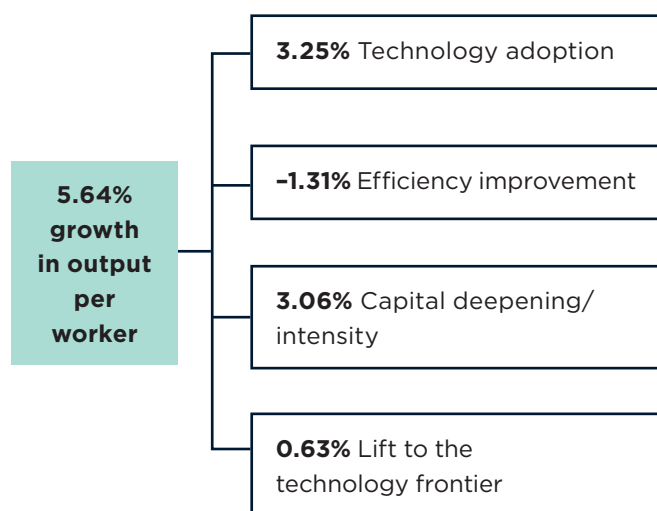 5.64%
growth
in output
per
worker
3.25% Technology adoption
–1.31% Efficiency improvement
3.06% Capital deepening/
intensity
0.63% Lift to the
technology frontier